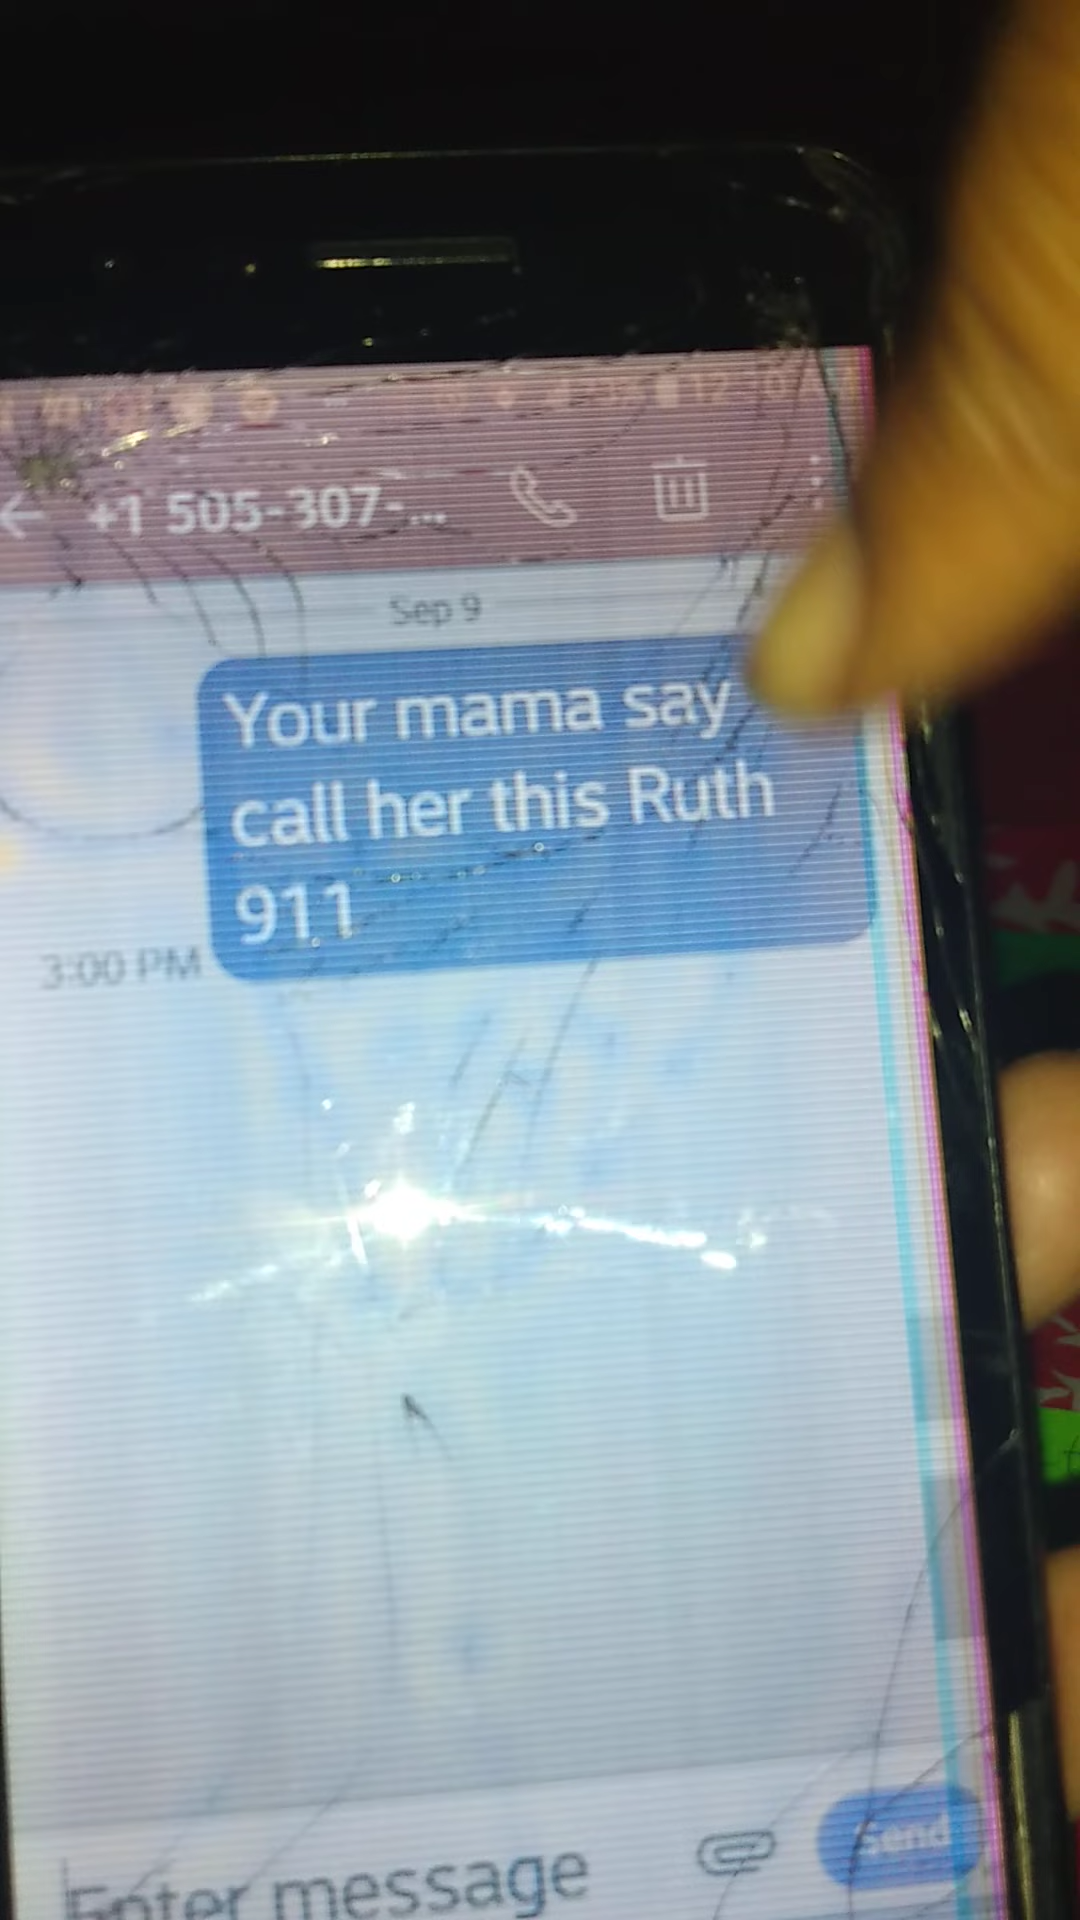 +1 505-307-...
Sep 9
Your mama say
call her this Ruth
911
3:00 PM
Enter message
Send